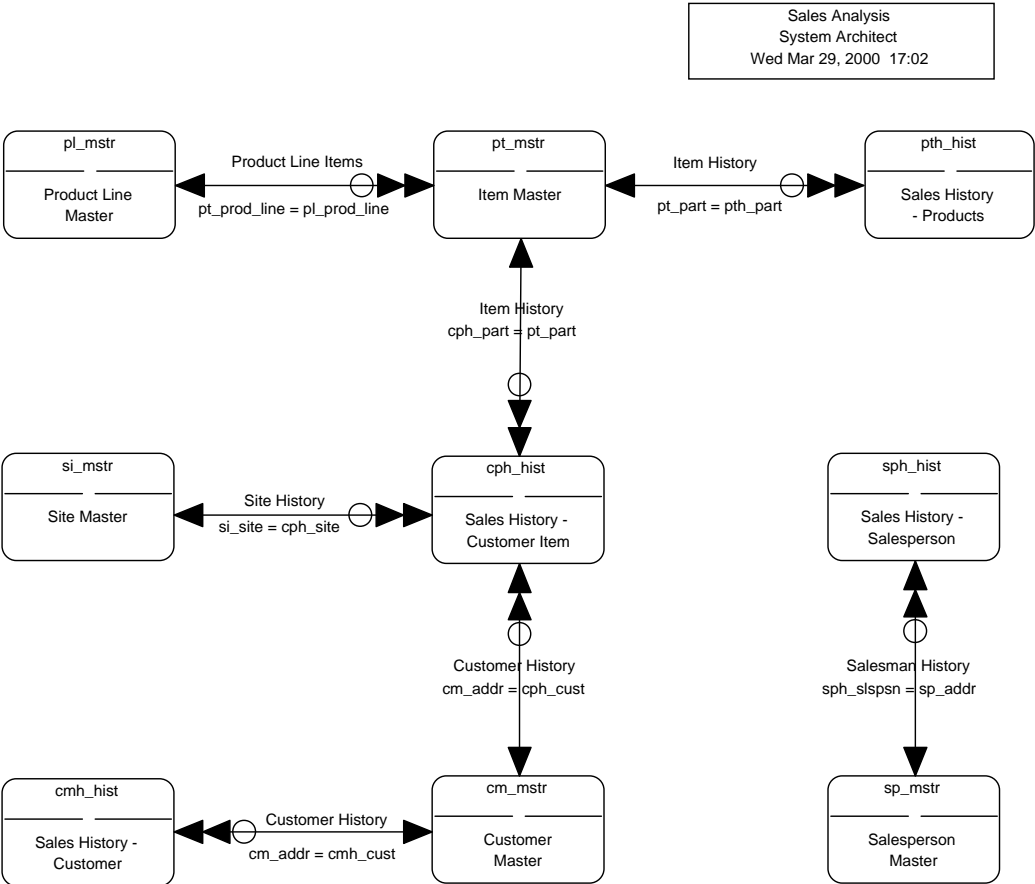 Sales Analysis
System Architect
Wed Mar 29, 2000  17:02
pl_mstr
Product Line
Master
Product Line Items
pt_prod_line = pl_prod_line
pt_mstr
Item Master
Item History
pt_part = pth_part
pth_hist
Sales History
- Products
Item History
cph_part = pt_part
si_mstr
Site Master
Site History
si_site = cph_site
cph_hist
Sales History -
Customer Item
sph_hist
Sales History -
Salesperson
Customer History
cm_addr = cph_cust
Salesman History
sph_slspsn = sp_addr
cmh_hist
Sales History -
Customer
Customer History
cm_addr = cmh_cust
cm_mstr
Customer
Master
sp_mstr
Salesperson
Master